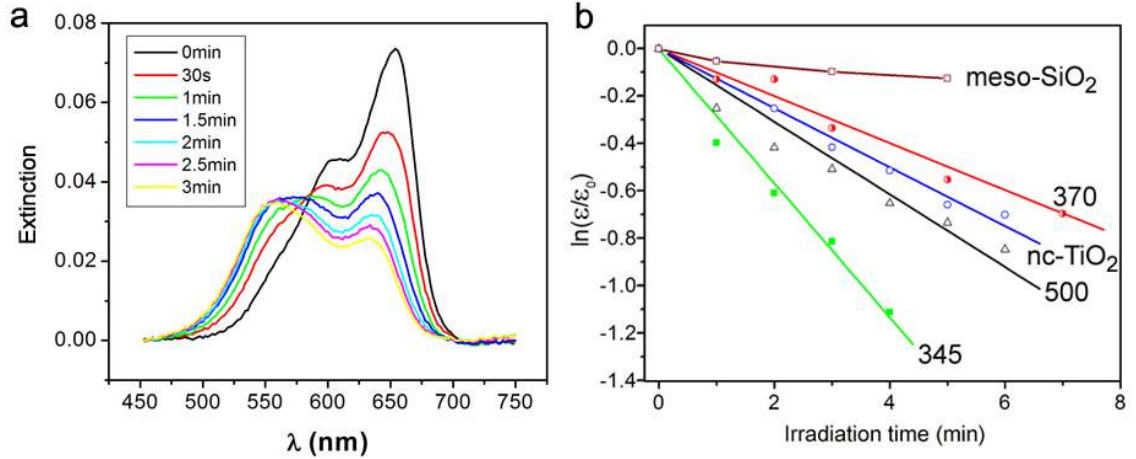 a
0.08
0.06
0.04
0.02
0.00
Extinction
0min
30s
1min
1.5min
2min
2.5min
3min
450 500 550 600 650 700 750
λ (nm)
b
0.0
-0.2
-0.4
-0.6
-0.8
-1.0
-1.2
-1.4
ln(ε/ε₀)
meso-SiO₂
370
nc-TiO₂
500
345
0 2 4 6 8
Irradiation time (min)